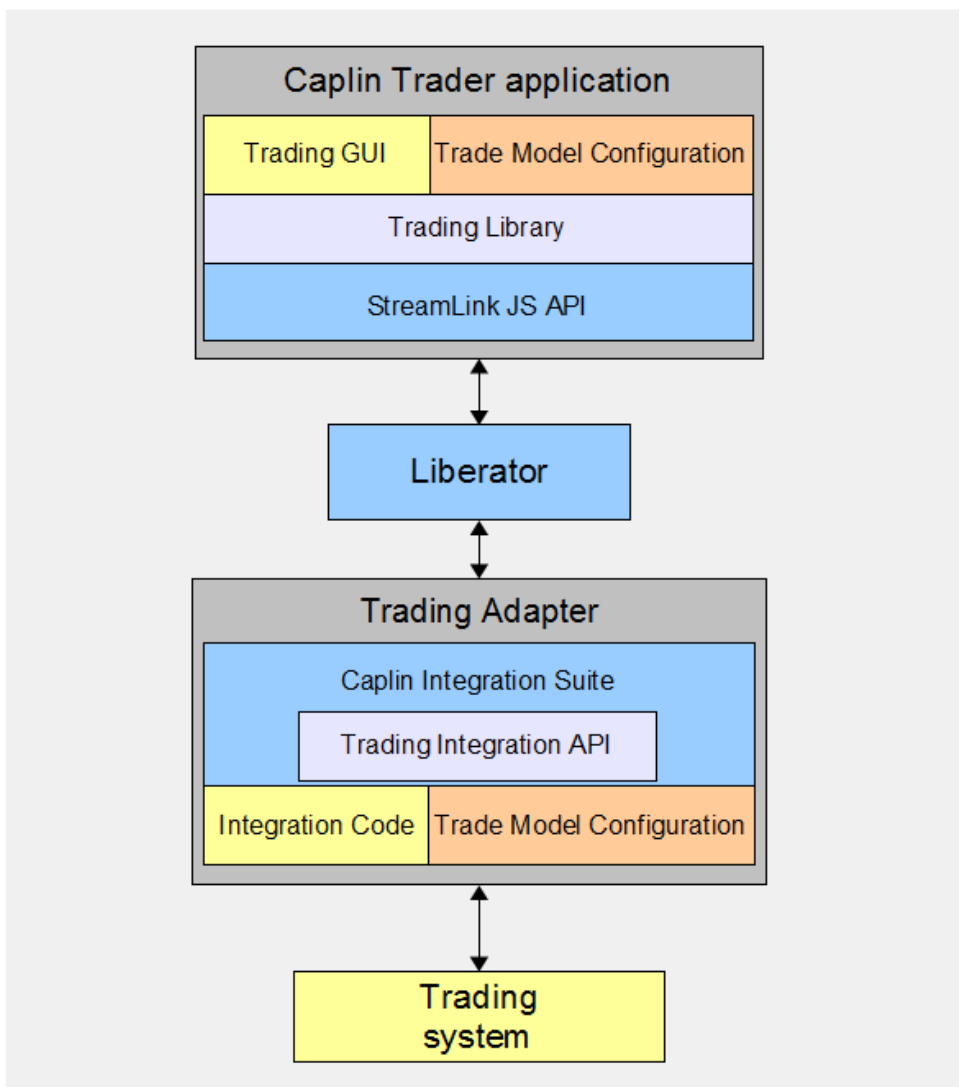 Caplin Trader application
Trading GUI
Trade Model Configuration
Trading Library
StreamLink JS API
Liberator
Trading Adapter
Caplin Integration Suite
Trading Integration API
Integration Code
Trade Model Configuration
Trading
system